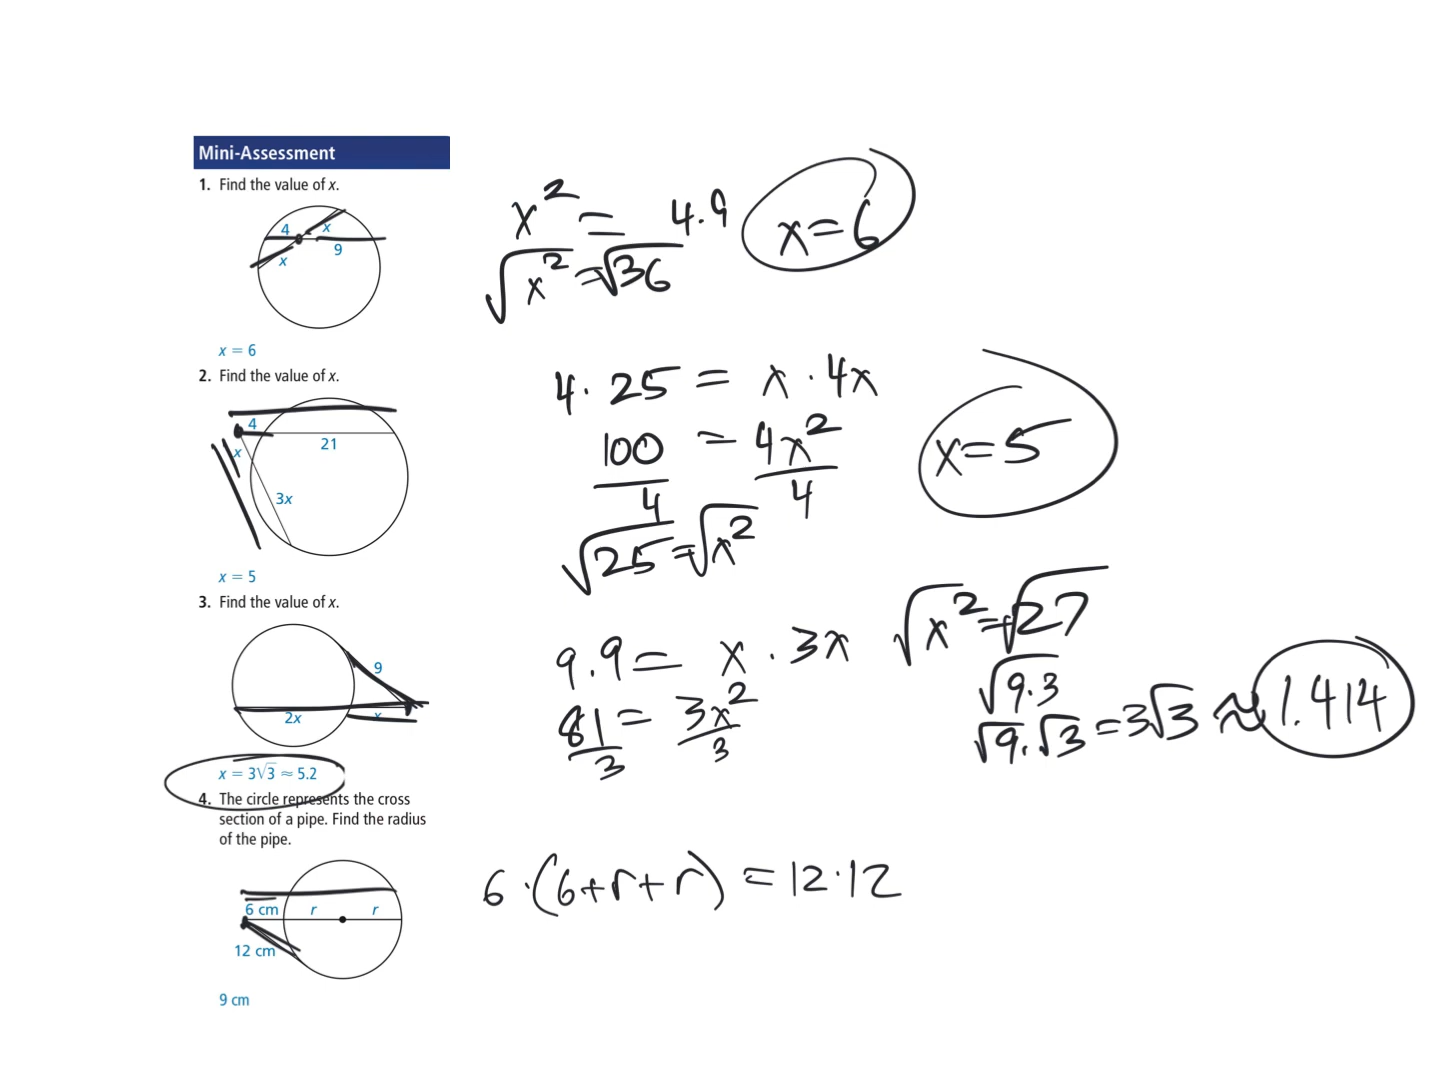 Mini-Assessment
1. Find the value of x.
4
x
x
9
x = 6
2. Find the value of x.
4
21
x
3x
x = 5
3. Find the value of x.
9
2x
x
x = 3√3 ≈ 5.2
4. The circle represents the cross
section of a pipe. Find the radius
of the pipe.
6 cm
r
r
12 cm
9 cm
x² = 4.9
√x² = √36
x = 6
4 · 25 = x · 4x
100 = 4x²
4 4
√25 = √x²
x = 5
9.9 = x · 3x
81 = 3x²
3 3
√x² = √27
√9.3
√9 . √3 = 3√3 ≈ 1.414
6 · (6+r+r) = 12·12